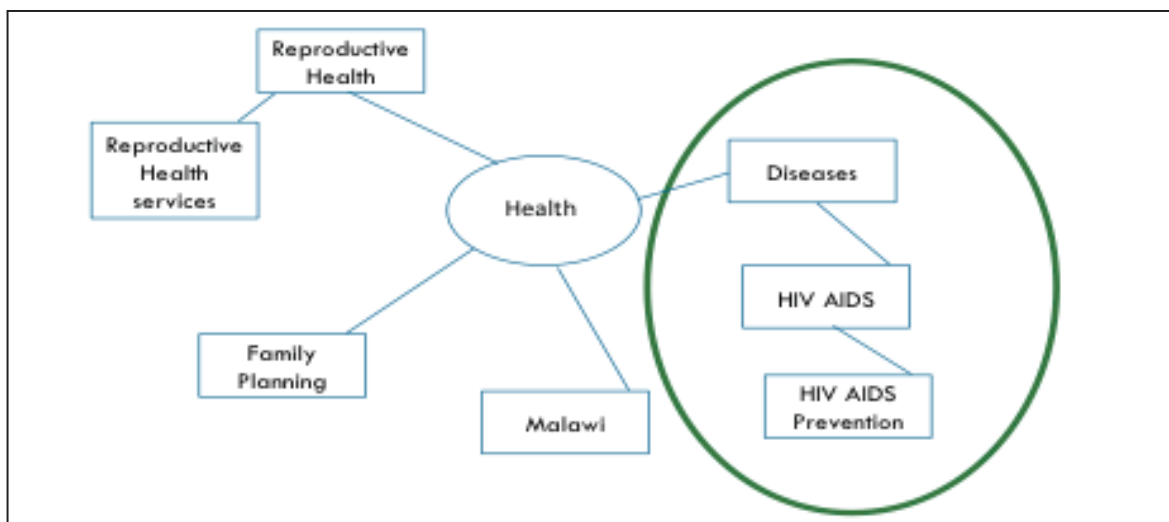 Reproductive
Health
Reproductive
Health
services
Health
Diseases
HIV AIDS
HIV AIDS
Prevention
Family
Planning
Malawi